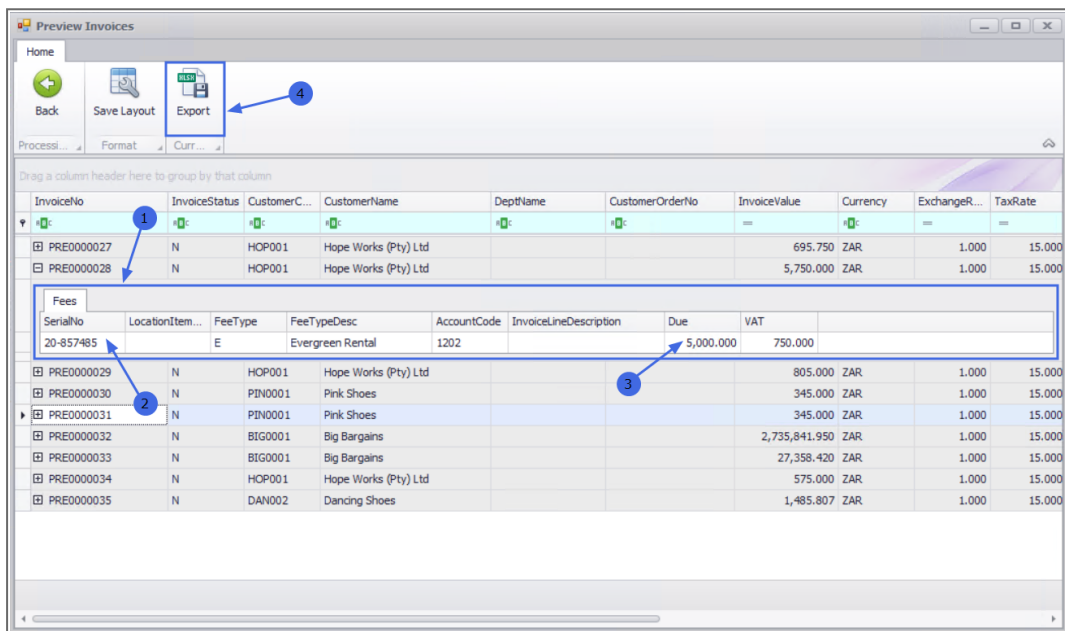 Preview Invoices
Home
XLSX
Back Save Layout Export
4
Processi... Format Curr...
Drag a column header here to group by that column
InvoiceNo InvoiceStatus CustomerC... CustomerName DeptName CustomerOrderNo InvoiceValue Currency ExchangeR... TaxRate
1
= = =
PRE0000027 N HOP001 Hope Works (Pty) Ltd 695.750 ZAR 1.000 15.000
PRE0000028 N HOP001 Hope Works (Pty) Ltd 5,750.000 ZAR 1.000 15.000
Fees
SerialNo LocationItem... FeeType FeeTypeDesc AccountCode InvoiceLineDescription Due VAT
20-857485 E Evergreen Rental 1202 5,000.000 750.000
PRE0000029 N HOP001 Hope Works (Pty) Ltd 805.000 ZAR 1.000 15.000
3
PRE0000030 N PIN0001 Pink Shoes 345.000 ZAR 1.000 15.000
2
PRE0000031 N PIN0001 Pink Shoes 345.000 ZAR 1.000 15.000
PRE0000032 N BIG0001 Big Bargains 2,735,841.950 ZAR 1.000 15.000
PRE0000033 N BIG0001 Big Bargains 27,358.420 ZAR 1.000 15.000
PRE0000034 N HOP001 Hope Works (Pty) Ltd 575.000 ZAR 1.000 15.000
PRE0000035 N DAN002 Dancing Shoes 1,485.807 ZAR 1.000 15.000